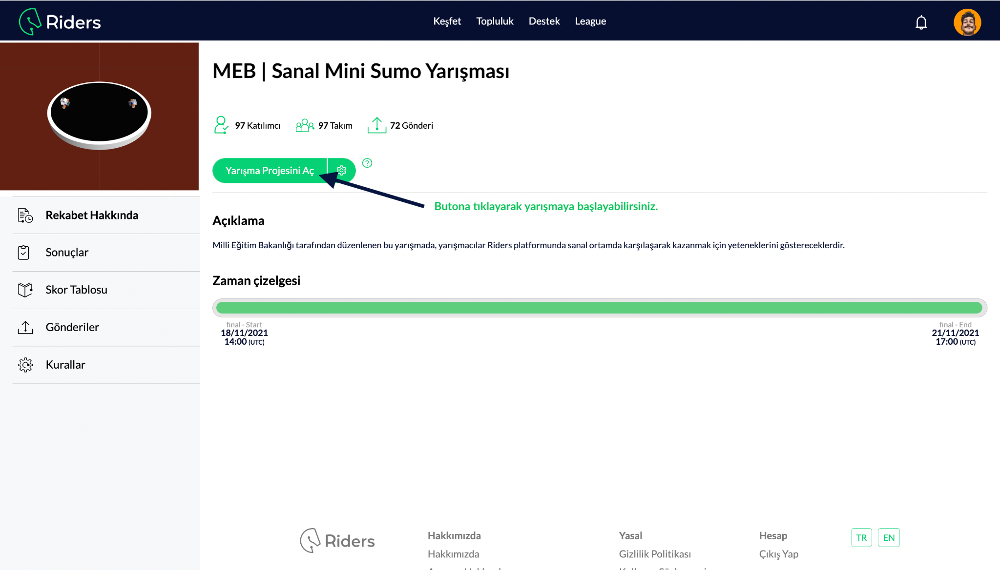 Riders
Keşfet Topluluk Destek League
MEB | Sanal Mini Sumo Yarışması
97 Katılımcı 97 Takım 72 Gönderi
Yarışma Projesini Aç
?
Butona tıklayarak yarışmaya başlayabilirsiniz.
Rekabet Hakkında
Sonuçlar
Skor Tablosu
Gönderiler
Kurallar
Açıklama
Milli Eğitim Bakanlığı tarafından düzenlenen bu yarışmada, yarışmacılar Riders platformunda sanal ortamda karşılaşarak kazanmak için yeteneklerini göstereceklerdir.
Zaman çizelgesi
final - Start
18/11/2021
14:00 (UTC)
final - End
21/11/2021
17:00 (UTC)
Riders
Hakkımızda
Hakkımızda
Yasal
Gizlilik Politikası
Hesap
Çıkış Yap
TR EN